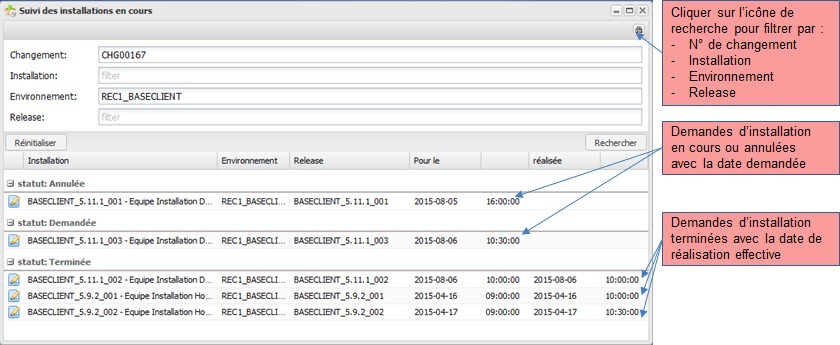 Suivi des installations en cours
Changement: CHG00167
Installation: filter
Environnement: REC1_BASECLIENT
Release: filter
Réinitialiser Rechercher
Installation Environnement Release Pour le réalisée
statut: Annulée
BASECLIENT_5.11.1_001 - Equipe Installation D... REC1_BASECLI... BASECLIENT_5.11.1_001 2015-08-05 16:00:00
statut: Demandée
BASECLIENT_5.11.1_003 - Equipe Installation D... REC1_BASECLI... BASECLIENT_5.11.1_003 2015-08-06 10:30:00
statut: Terminée
BASECLIENT_5.11.1_002 - Equipe Installation D... REC1_BASECLI... BASECLIENT_5.11.1_002 2015-08-06 10:00:00 2015-08-06 10:00:00
BASECLIENT_5.9.2_001 - Equipe Installation Ho... REC1_BASECLI... BASECLIENT_5.9.2_001 2015-04-16 09:00:00 2015-04-16 10:00:00
BASECLIENT_5.9.2_002 - Equipe Installation Ho... REC1_BASECLI... BASECLIENT_5.9.2_002 2015-04-17 09:00:00 2015-04-17 10:30:00
Cliquer sur l'icône de
recherche pour filtrer par :
- N° de changement
- Installation
- Environnement
- Release
Demandes d'installation
en cours ou annulées
avec la date demandée
Demandes d'installation
terminées avec la date de
réalisation effective